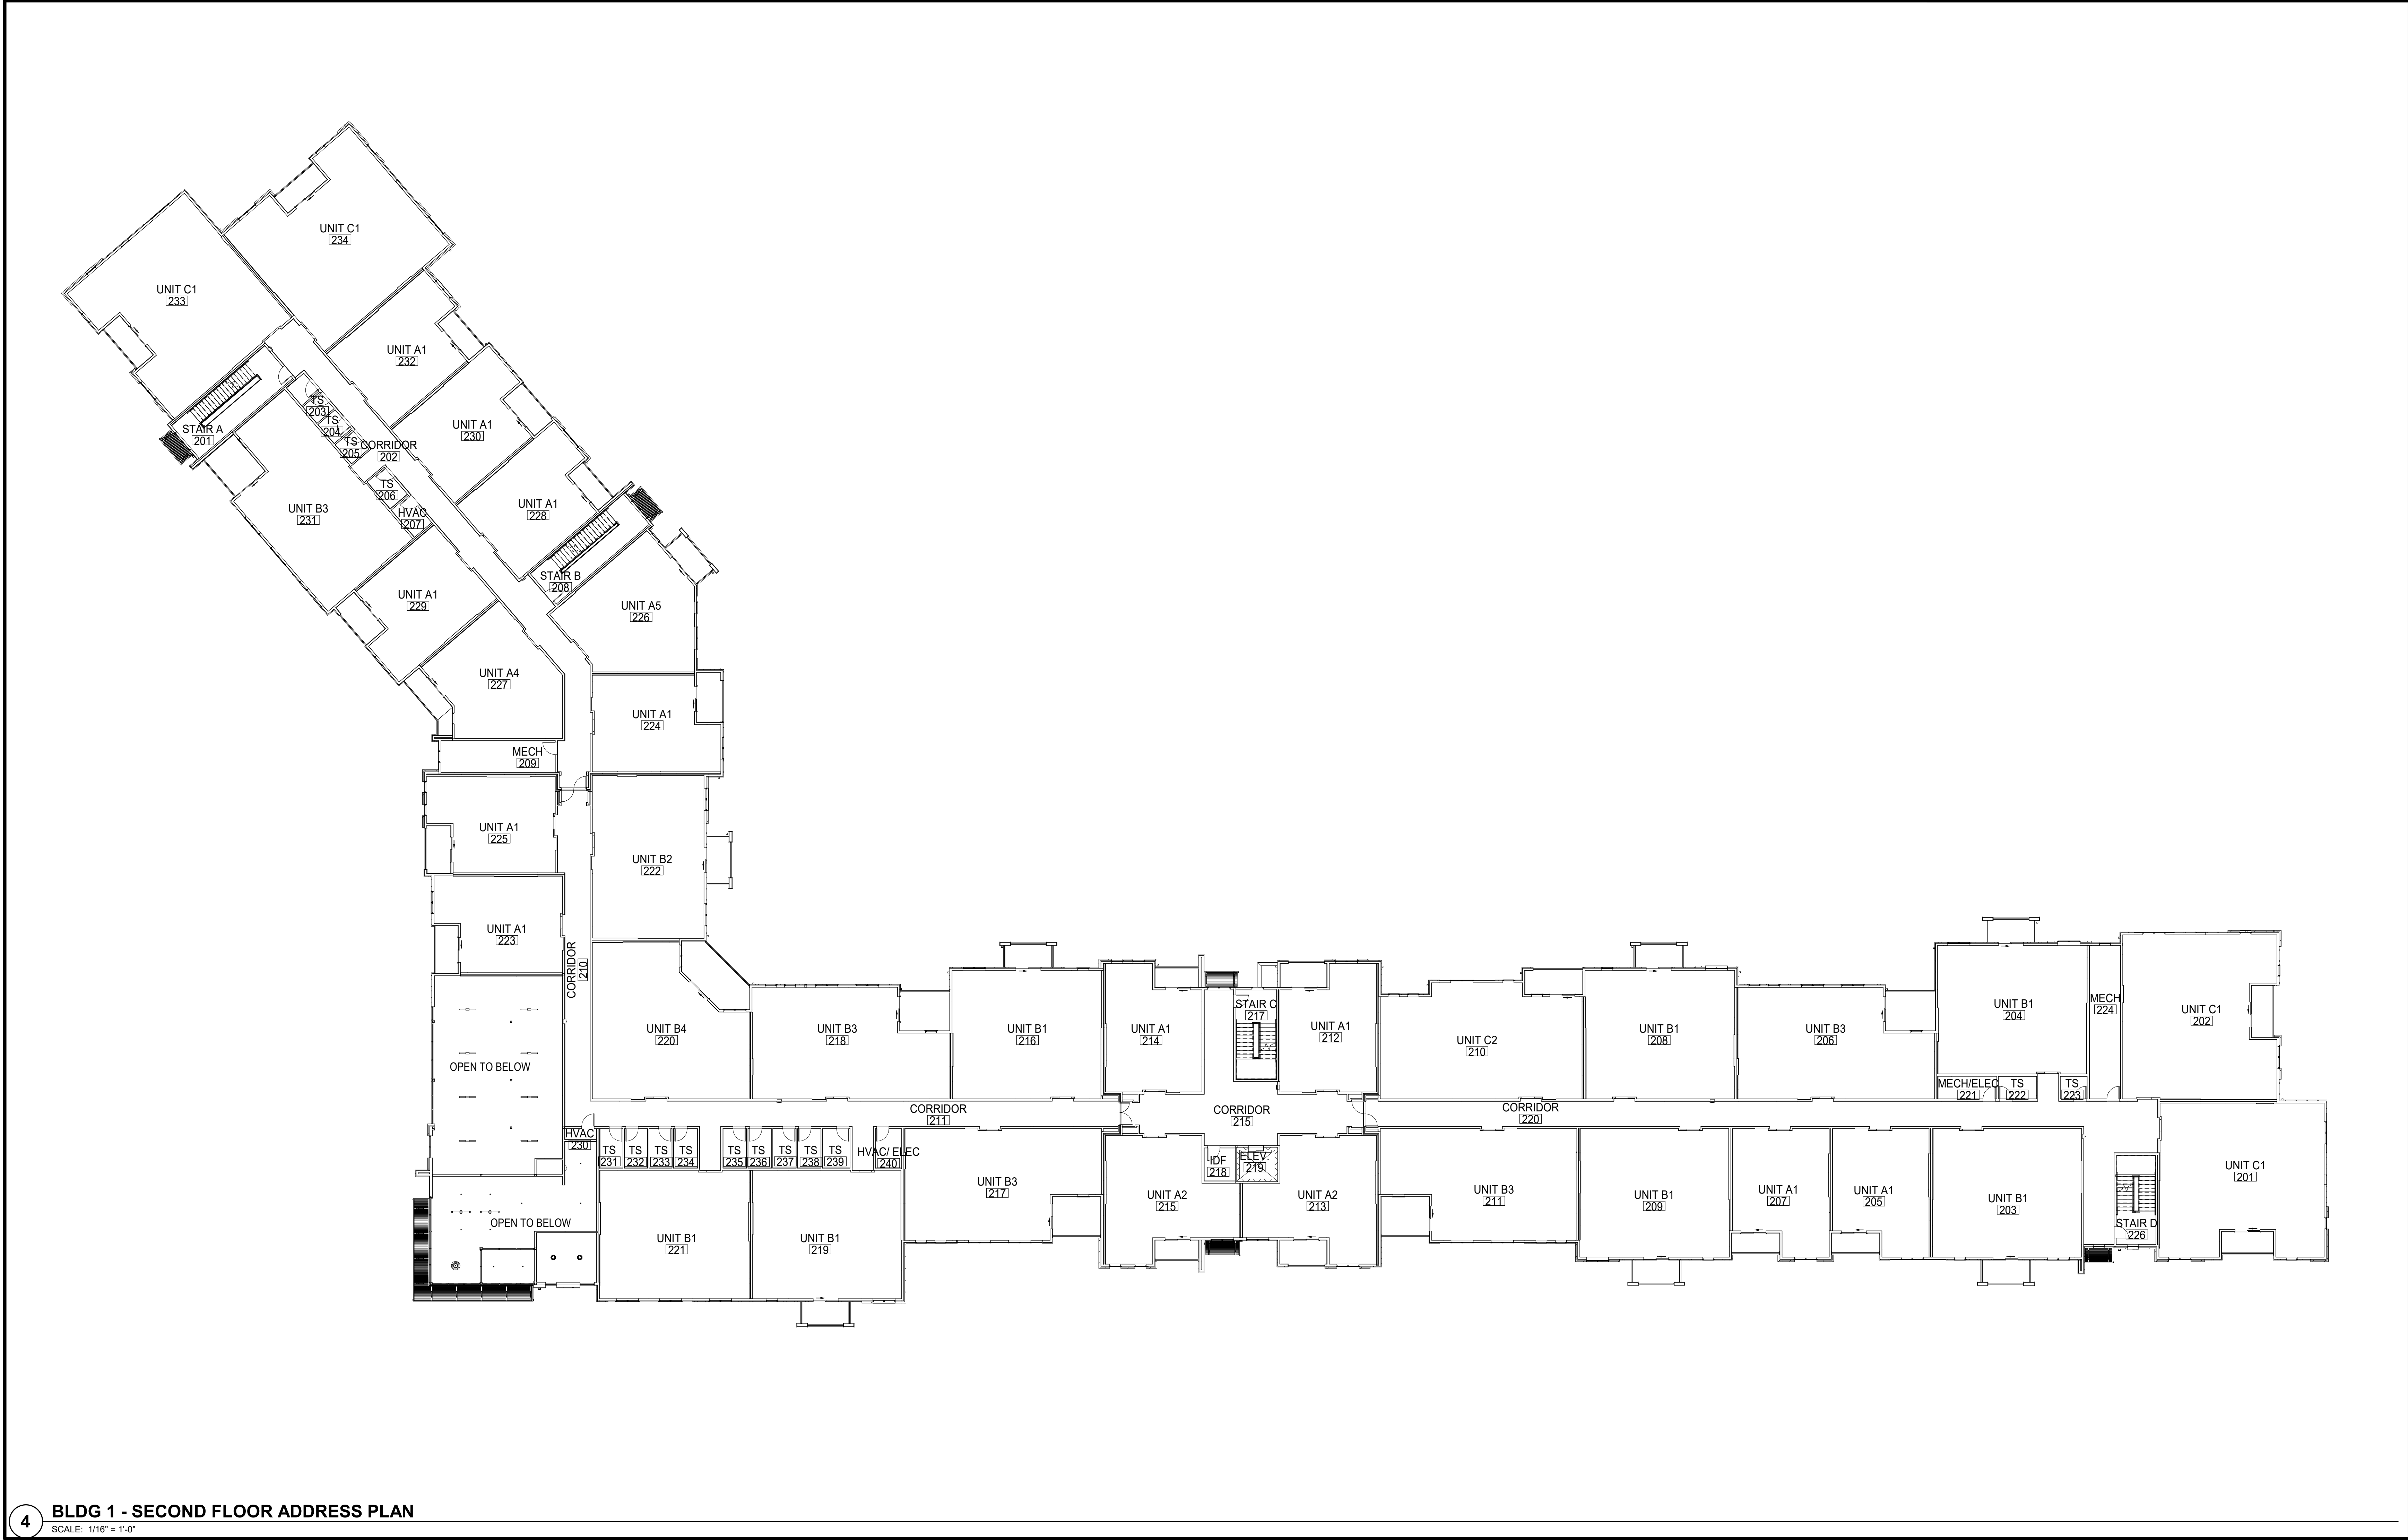 UNIT C1
234
UNIT C1
233
UNIT A1
232
UNIT A1
230
UNIT A1
228
STAIR A
201
TS
203
TS
204
TS
205
CORRIDOR
202
TS
206
HVAC
207
UNIT B3
231
STAIR B
208
UNIT A1
229
UNIT A5
226
UNIT A4
227
UNIT A1
224
MECH
209
UNIT A1
225
UNIT B2
222
UNIT A1
223
CORRIDOR
210
OPEN TO BELOW
OPEN TO BELOW
UNIT B4
220
UNIT B3
218
UNIT B1
216
UNIT A1
214
STAIR C
217
UNIT A1
212
UNIT C2
210
UNIT B1
208
UNIT B3
206
UNIT B1
204
MECH
224
UNIT C1
202
MECH/ELEC
221
TS
222
TS
223
CORRIDOR
211
CORRIDOR
215
CORRIDOR
220
HVAC
230
TS
231
TS
232
TS
233
TS
234
TS
235
TS
236
TS
237
TS
238
TS
239
HVAC/ ELEC
240
IDF
218
ELEV.
219
UNIT B1
221
UNIT B1
219
UNIT B3
217
UNIT A2
215
UNIT A2
213
UNIT B3
211
UNIT B1
209
UNIT A1
207
UNIT A1
205
UNIT B1
203
STAIR D
226
UNIT C1
201
4
BLDG 1 - SECOND FLOOR ADDRESS PLAN
SCALE: 1/16" = 1'-0"